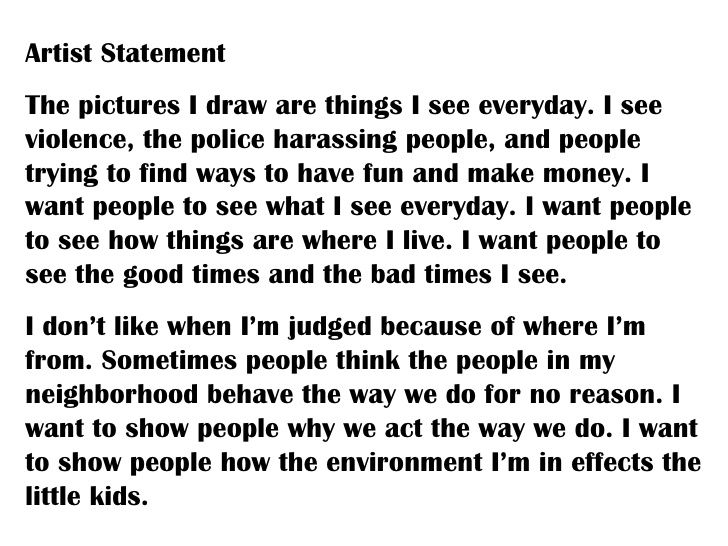 Artist Statement
The pictures I draw are things I see everyday. I see
violence, the police harassing people, and people
trying to find ways to have fun and make money. I
want people to see what I see everyday. I want people
to see how things are where I live. I want people to
see the good times and the bad times I see.
I don’t like when I’m judged because of where I’m
from. Sometimes people think the people in my
neighborhood behave the way we do for no reason. I
want to show people why we act the way we do. I want
to show people how the environment I’m in effects the
little kids.